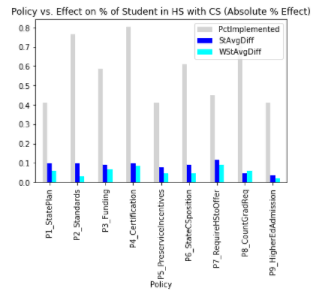 Policy vs. Effect on % of Student in HS with CS (Absolute % Effect)
PctImplemented
StAvgDiff
WStAvgDiff
0.8
0.7
0.6
0.5
0.4
0.3
0.2
0.1
0.0
P1_StatePlan
P2_Standards
P3_Funding
P4_Certification
P5_PreserviceIncentives
P6_StateCSposition
P7_RequireHStoOffer
P8_CountGradReq
P9_HigherEdAdmission
Policy